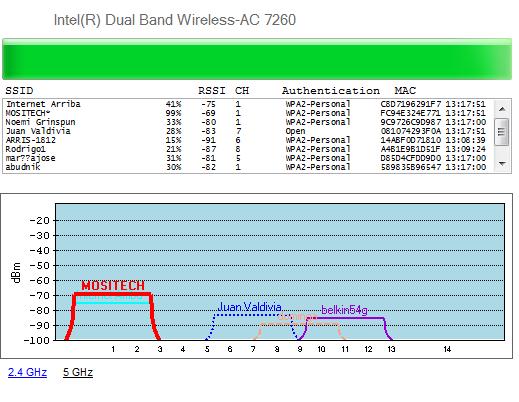 Intel(R) Dual Band Wireless-AC 7260
SSID RSSI CH Authentication MAC
Internet Arriba 41% -75 1 WPA2-Personal C8D7196291F7 13:17:51
MOSITECH* 99% -69 1 WPA2-Personal FC94E324E771 13:17:51
Noemi Grinspun 33% -80 1 WPA2-Personal 9C9726C9D987 13:17:00
Juan Valdivia 28% -83 7 Open 081074293F0A 13:17:51
ARRIS-1812 15% -91 6 WPA2-Personal 14ABF0D71810 13:08:39
Rodrigo1 21% -87 8 WPA2-Personal A4B1E9B1D51F 13:09:24
mar??ajose 31% -81 5 WPA2-Personal D85D4CFDD9D0 13:17:00
abudnik 30% -82 1 WPA2-Personal 589835B96547 13:17:00
dBm
-20
-30
-40
-50
-60
-70
-80
-90
-100
MOSITECH
Juan Valdivia
belkin54g
1 2 3 4 5 6 7 8 9 10 11 12 13 14
2.4 GHz 5 GHz